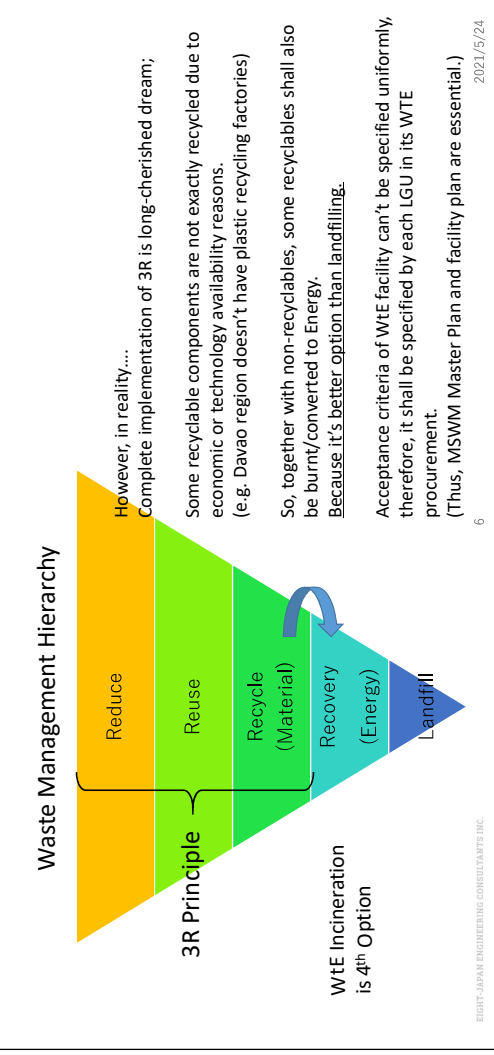 Waste Management Hierarchy
Reduce
Reuse
Recycle
(Material)
Recovery
(Energy)
Landfill
3R Principle
WtE Incineration
is 4th Option
However, in reality....
Complete implementation of 3R is long-cherished dream;
Some recyclable components are not exactly recycled due to
economic or technology availability reasons.
(e.g. Davao region doesn't have plastic recycling factories)
So, together with non-recyclables, some recyclables shall also
be burnt/converted to Energy.
Because it's better option than landfilling.
Acceptance criteria of WtE facility can't be specified uniformly,
therefore, it shall be specified by each LGU in its WTE
procurement.
(Thus, MSWM Master Plan and facility plan are essential.)
EIGHT-JAPAN ENGINEERING CONSULTANTS INC.
6
2021/5/24